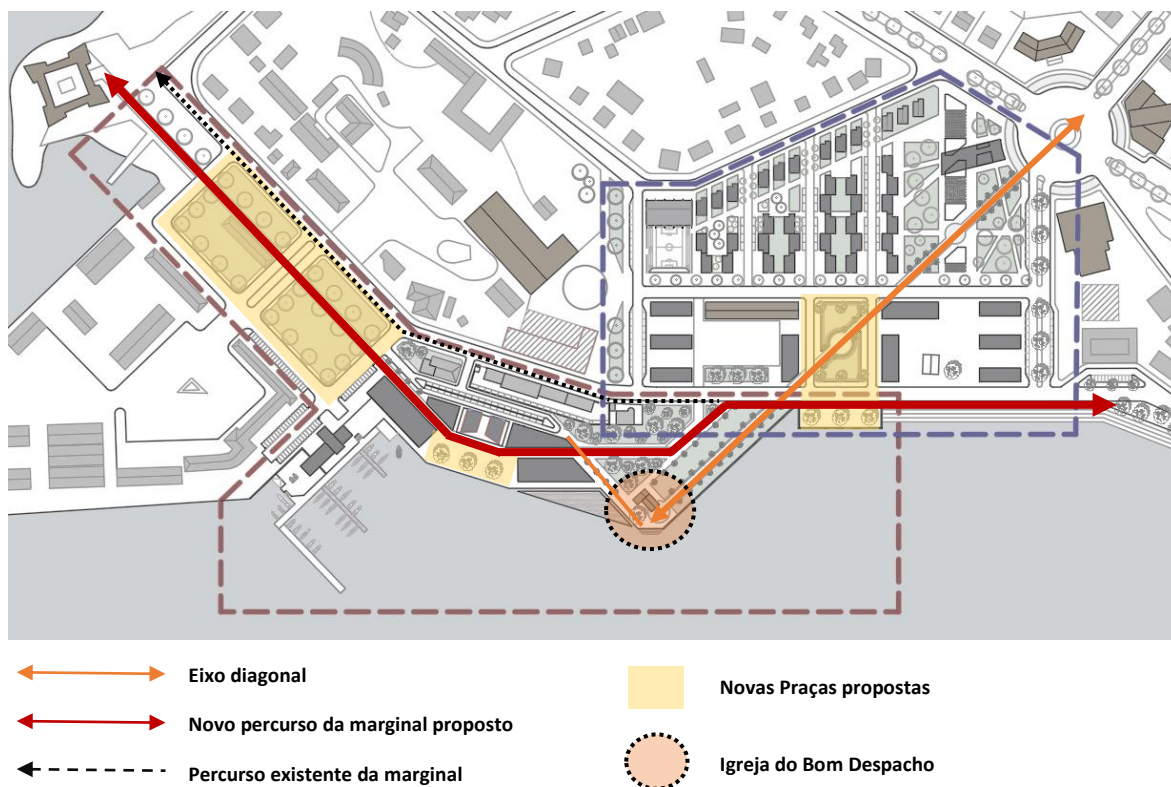 Eixo diagonal
Novo percurso da marginal proposto
Percurso existente da marginal
Novas Praças propostas
Igreja do Bom Despacho